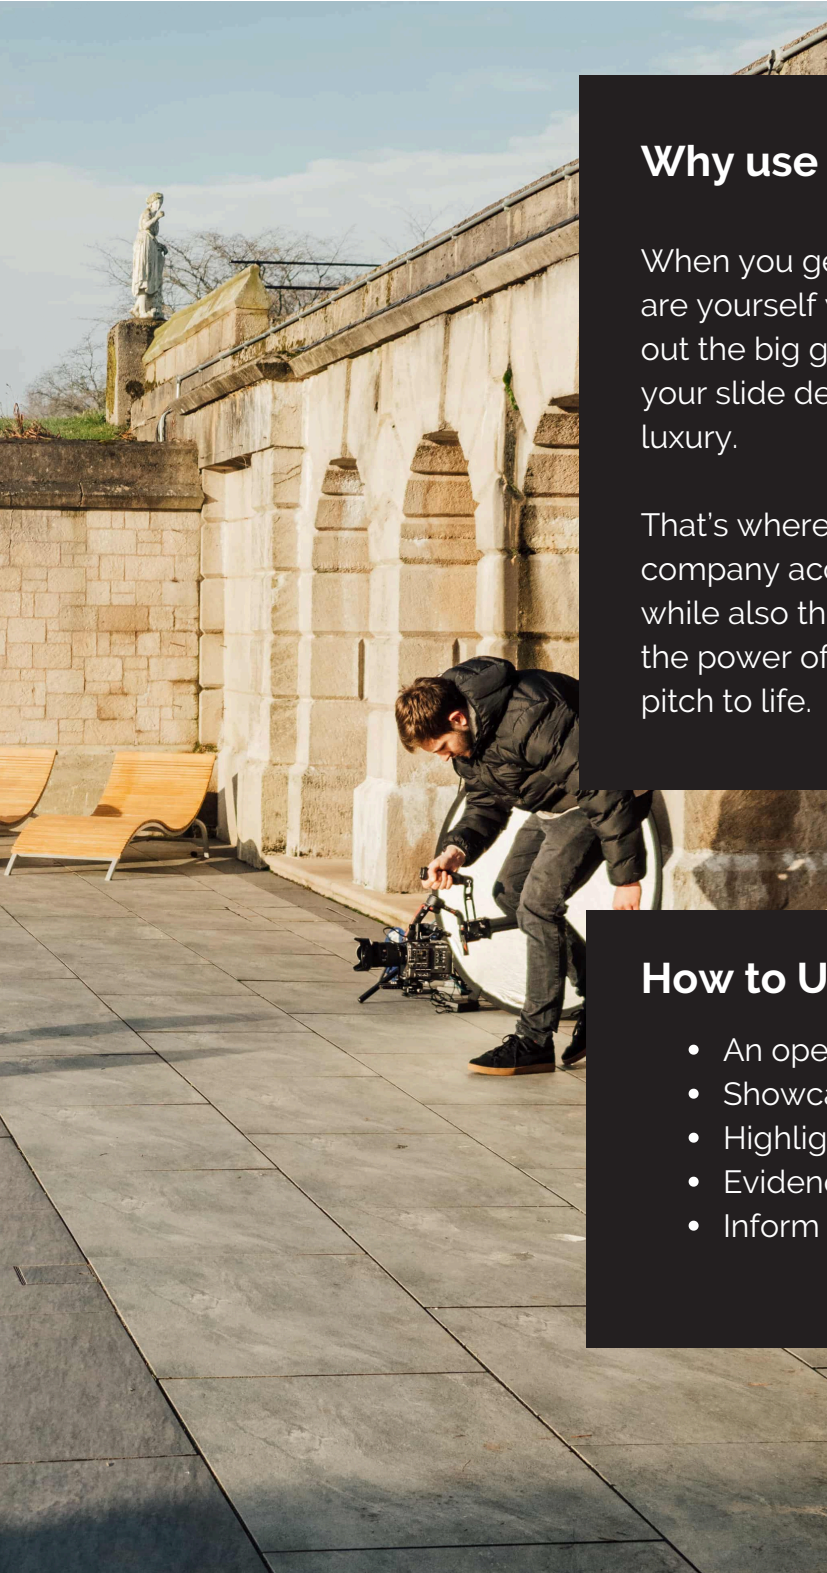 Why use
When you ge
are yourself
out the big g
your slide de
luxury.
That’s where
company acc
while also th
the power of
pitch to life.
How to U
• An ope
• Showca
• Highlig
• Evidenc
• Inform